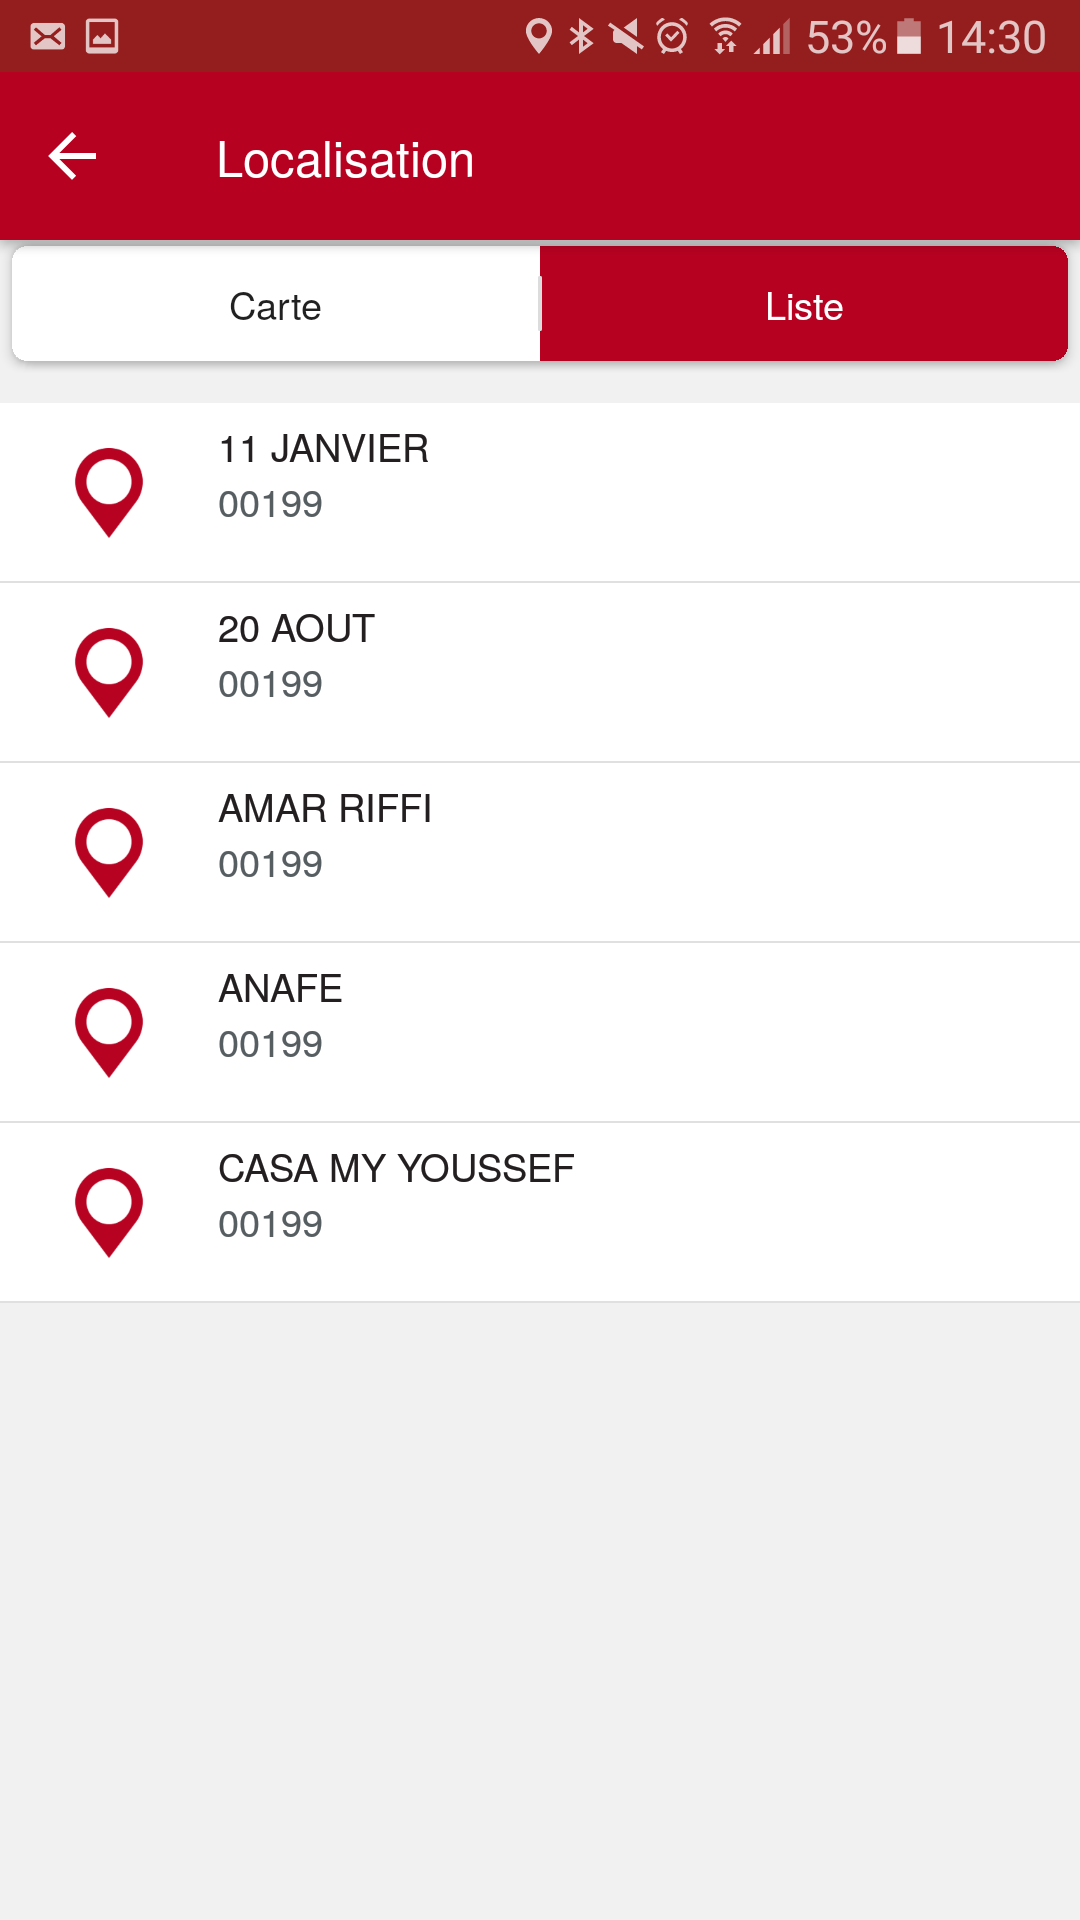 53% 14:30
Localisation
Carte Liste
11 JANVIER
00199
20 AOUT
00199
AMAR RIFFI
00199
ANAFE
00199
CASA MY YOUSSEF
00199